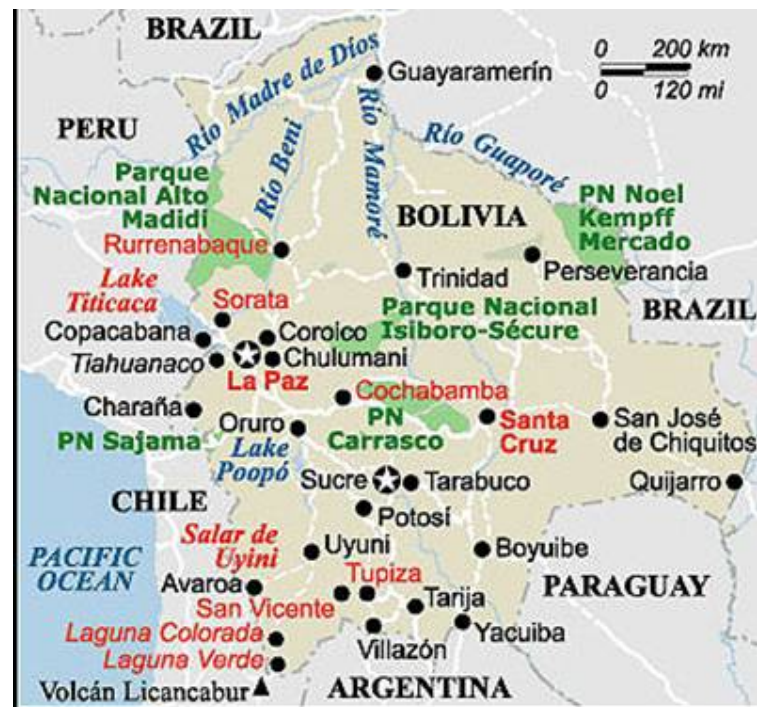 BRAZIL
0 200 km
0 120 mi
Río Madre de Díos
Guayaramerín
PERU
Río Beni
Río Mamoré
Río Guaporé
Parque
Nacional Alto
Madidi
PN Noel
Kempff
Mercado
BOLIVIA
Rurrenabaque
Trinidad
Perseverancia
Lake
Titicaca
Sorata
Parque Nacional
Isiboro-Sécure
BRAZIL
Copacabana
Coroico
Tiahuanaco
Chulumani
La Paz
Cochabamba
Charaña
Oruro
PN
Carrasco
Santa
Cruz
San José
de Chiquitos
PN Sajama
Lake
Poopó
Sucre
Tarabuco
Quijarro
CHILE
Potosí
Salar de
Uyini
Uyuni
Boyuibe
PACIFIC
OCEAN
Avaroa
Tupiza
PARAGUAY
San Vicente
Tarija
Laguna Colorada
Villazón
Yacuiba
Laguna Verde
Volcán Licancabur
ARGENTINA